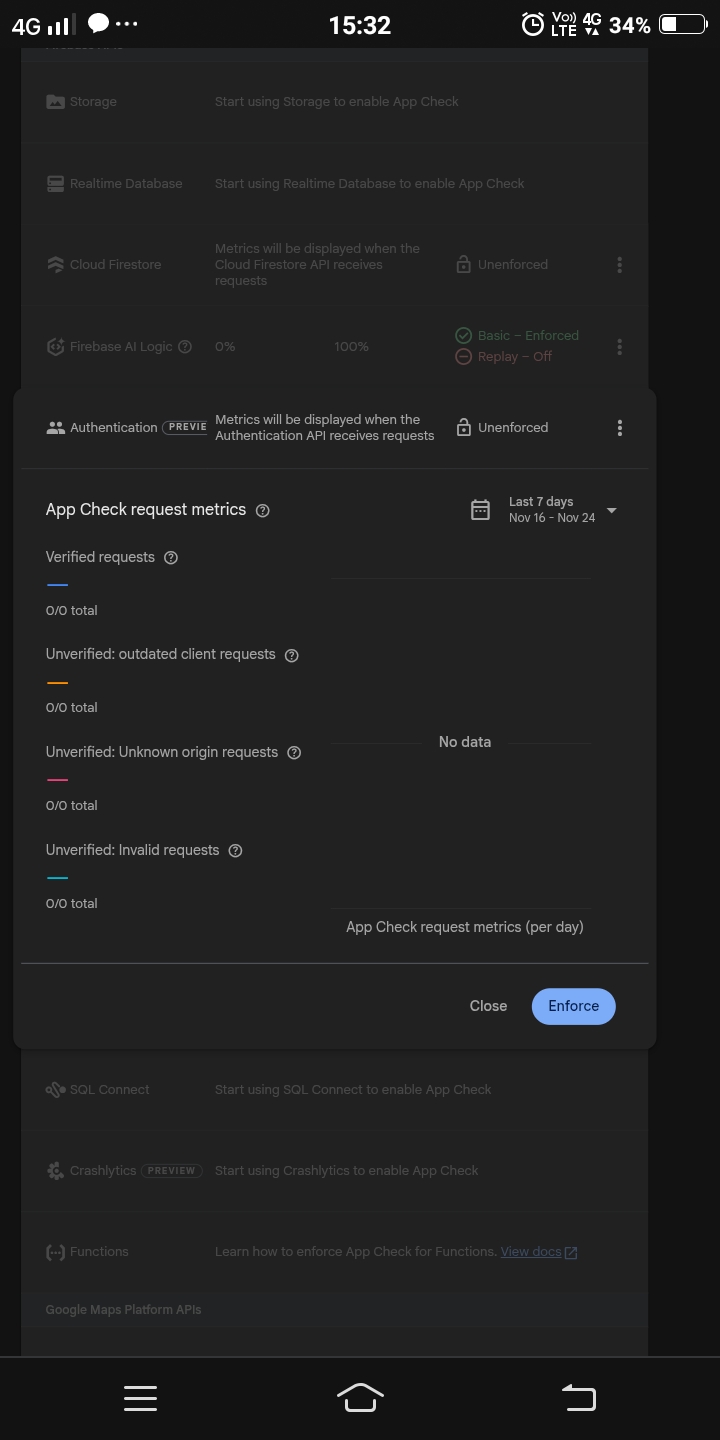 4G 15:32 Vo)) LTE 4G 34%
Storage Start using Storage to enable App Check
Realtime Database Start using Realtime Database to enable App Check
Cloud Firestore
Metrics will be displayed when the
Cloud Firestore API receives
requests
Unenforced
Firebase AI Logic 0% 100%
Basic – Enforced
Replay – Off
Authentication PREVIE
Metrics will be displayed when the
Authentication API receives requests
Unenforced
App Check request metrics
Last 7 days
Nov 16 - Nov 24
Verified requests
0/0 total
Unverified: outdated client requests
0/0 total
Unverified: Unknown origin requests
0/0 total
Unverified: Invalid requests
0/0 total
No data
App Check request metrics (per day)
Close Enforce
SQL Connect Start using SQL Connect to enable App Check
Crashlytics PREVIEW Start using Crashlytics to enable App Check
Functions Learn how to enforce App Check for Functions. View docs
Google Maps Platform APIs